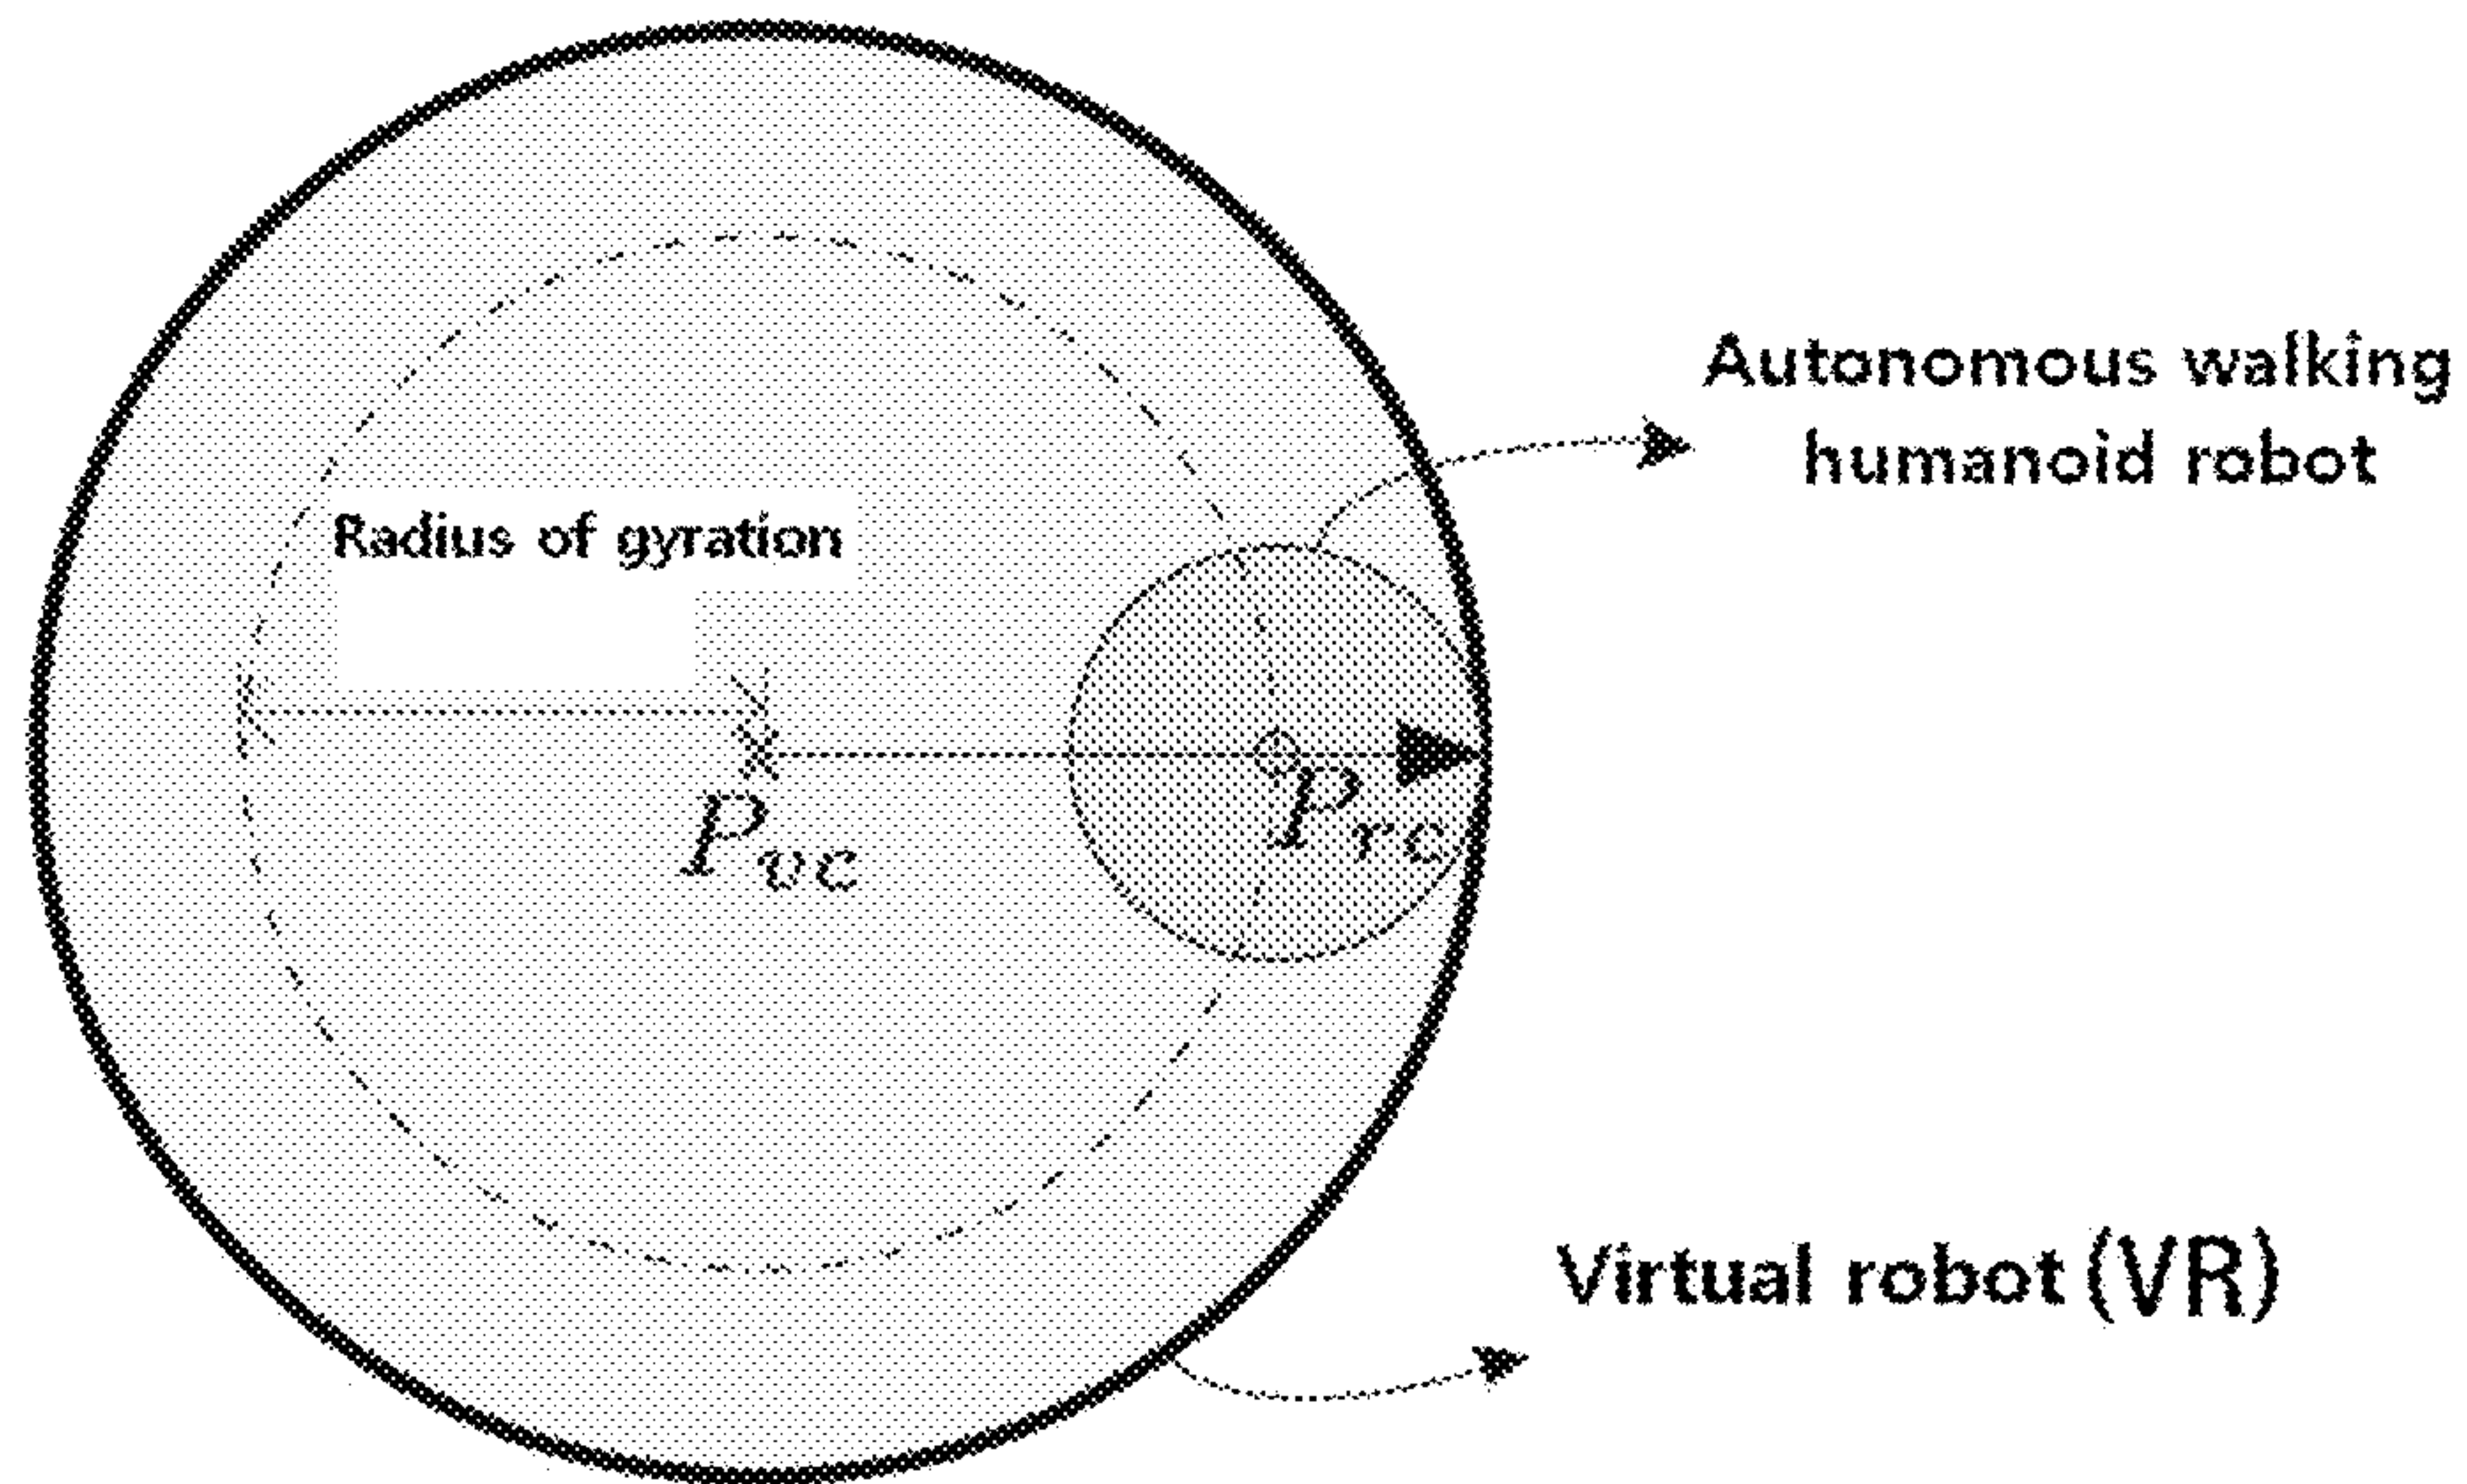 Autonomous walking
humanoid robot
Radius of gyration
P_vc
P_rc
Virtual robot (VR)